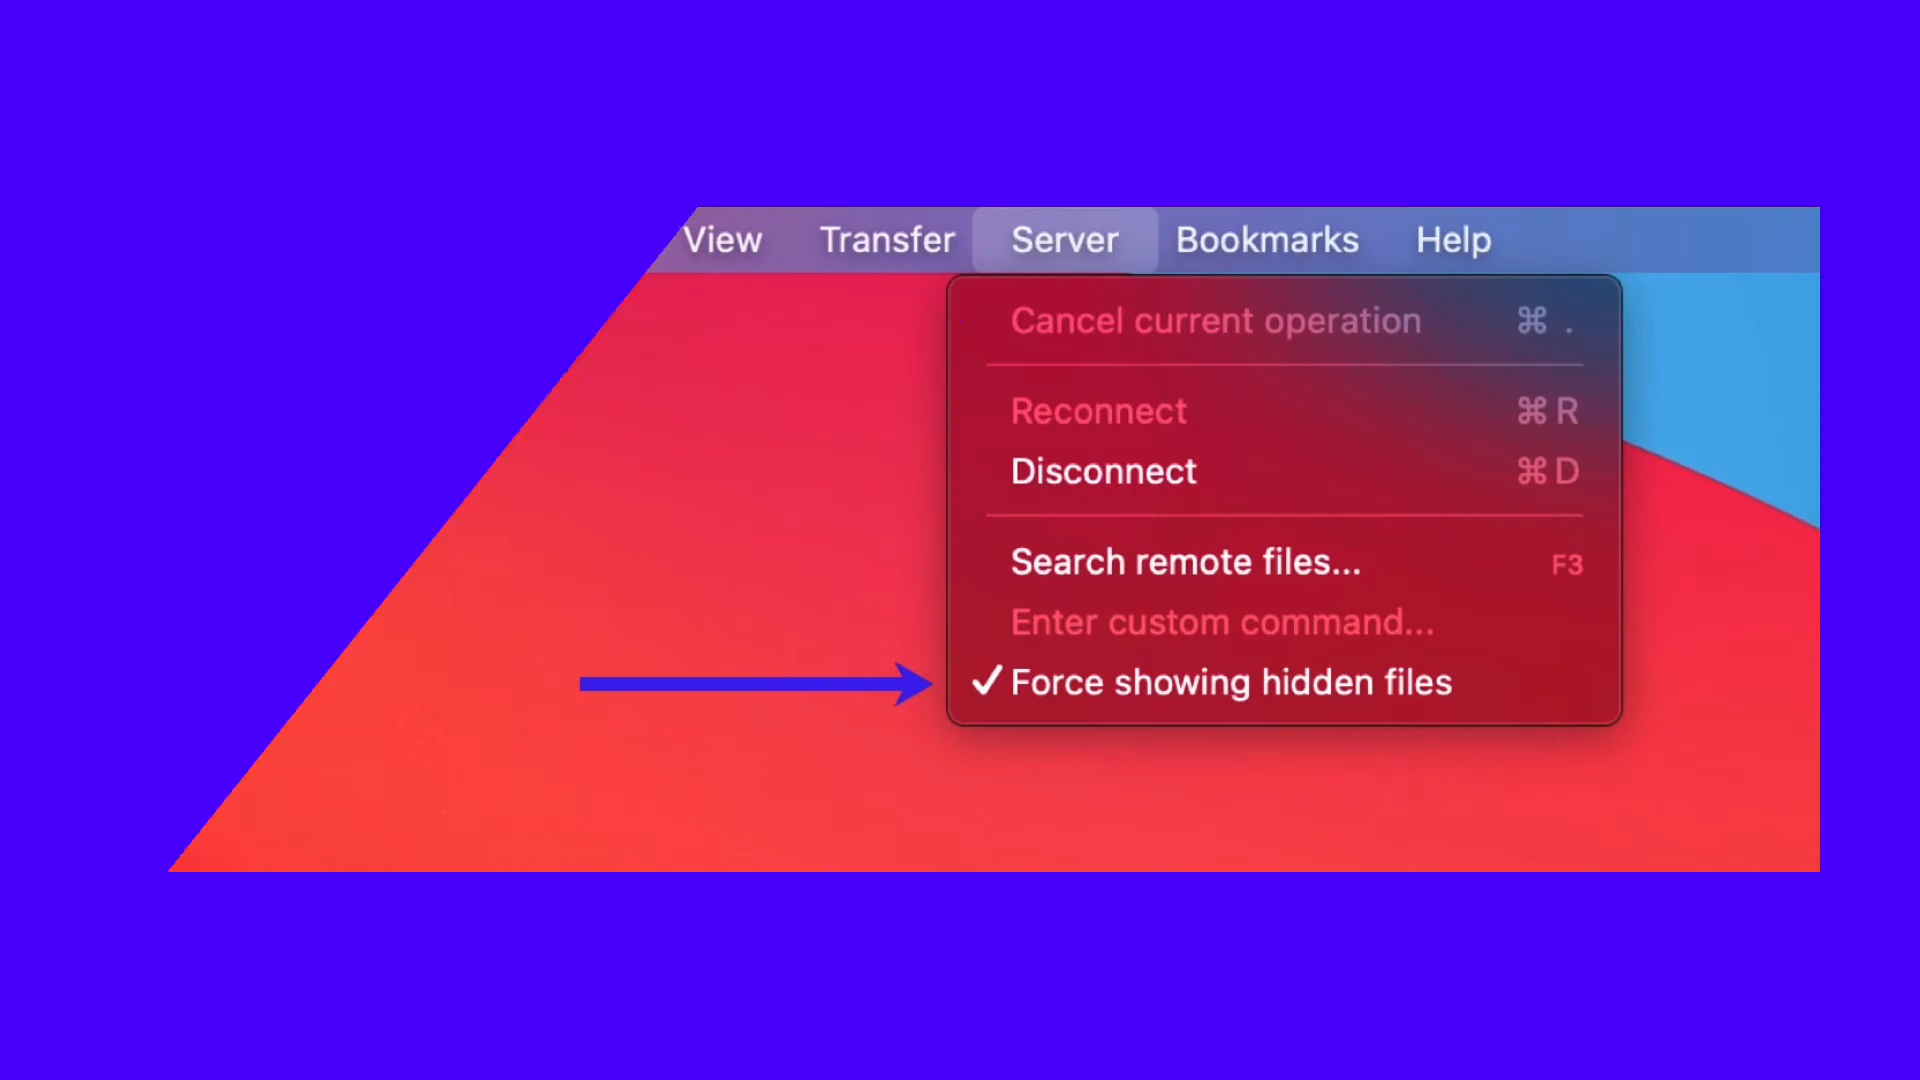 View Transfer Server Bookmarks Help
Cancel current operation ⌘ .
Reconnect ⌘ R
Disconnect ⌘ D
Search remote files... F3
Enter custom command...
✓ Force showing hidden files